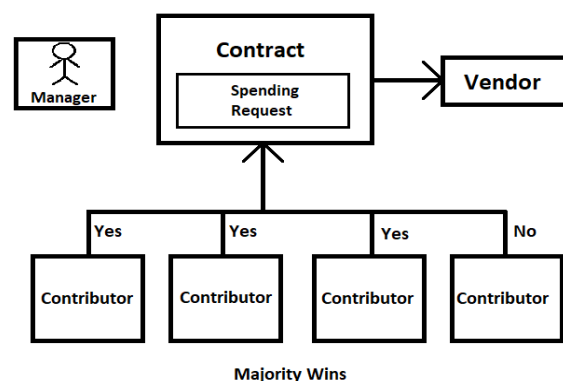 Manager
Contract
Spending
Request
Vendor
Yes
Yes
Yes
No
Contributor
Contributor
Contributor
Contributor
Majority Wins